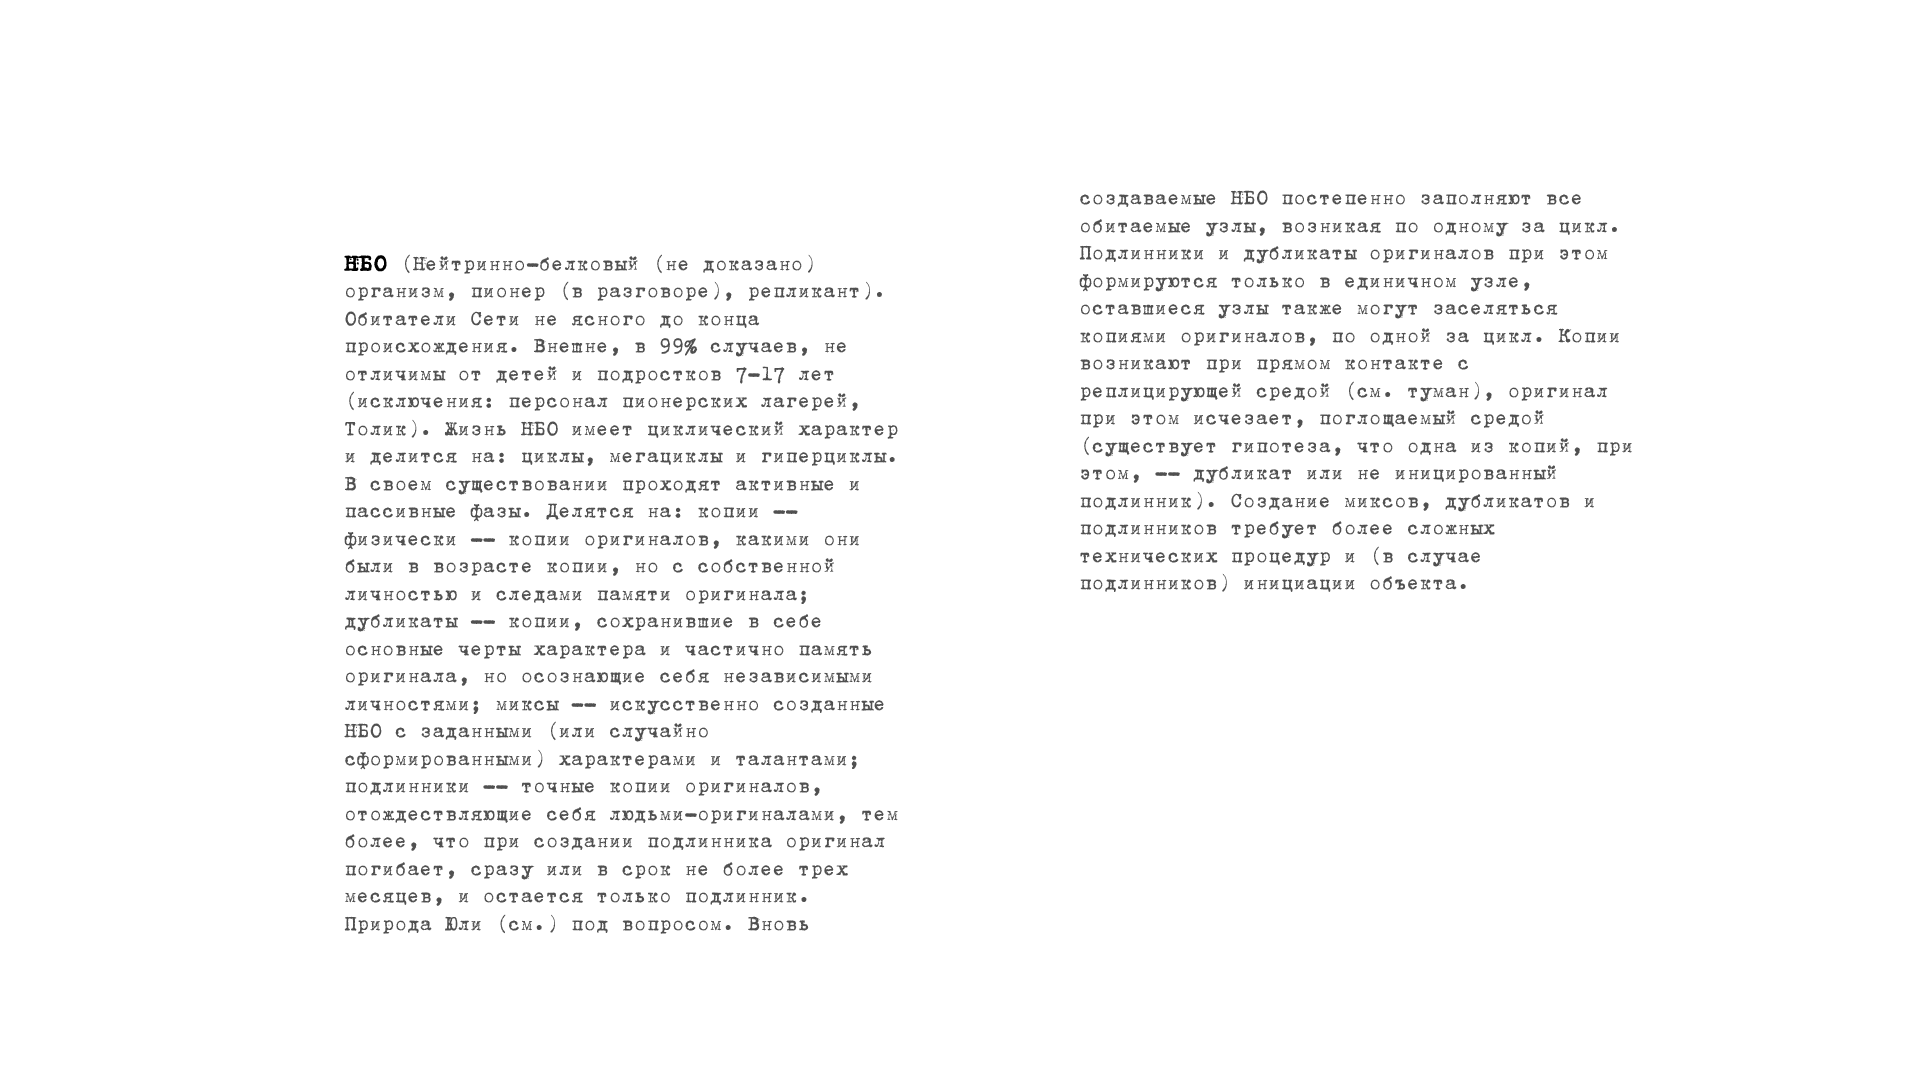 НБО (Нейтринно-белковый (не доказано)
организм, пионер (в разговоре), репликант).
Обитатели Сети не ясного до конца
происхождения. Внешне, в 99% случаев, не
отличимы от детей и подростков 7-17 лет
(исключения: персонал пионерских лагерей,
Толик). Жизнь НБО имеет циклический характер
и делится на: циклы, мегациклы и гиперциклы.
В своем существовании проходят активные и
пассивные фазы. Делятся на: копии --
физически -- копии оригиналов, какими они
были в возрасте копии, но с собственной
личностью и следами памяти оригинала;
дубликаты -- копии, сохранившие в себе
основные черты характера и частично память
оригинала, но осознающие себя независимыми
личностями; миксы -- искусственно созданные
НБО с заданными (или случайно
сформированными) характерами и талантами;
подлинники -- точные копии оригиналов,
отождествляющие себя людьми-оригиналами, тем
более, что при создании подлинника оригинал
погибает, сразу или в срок не более трех
месяцев, и остается только подлинник.
Природа Юли (см.) под вопросом. Вновь
создаваемые НБО постепенно заполняют все
обитаемые узлы, возникая по одному за цикл.
Подлинники и дубликаты оригиналов при этом
формируются только в единичном узле,
оставшиеся узлы также могут заселяться
копиями оригиналов, по одной за цикл. Копии
возникают при прямом контакте с
реплицирующей средой (см. туман), оригинал
при этом исчезает, поглощаемый средой
(существует гипотеза, что одна из копий, при
этом, -- дубликат или не иницированный
подлинник). Создание миксов, дубликатов и
подлинников требует более сложных
технических процедур и (в случае
подлинников) инициации объекта.